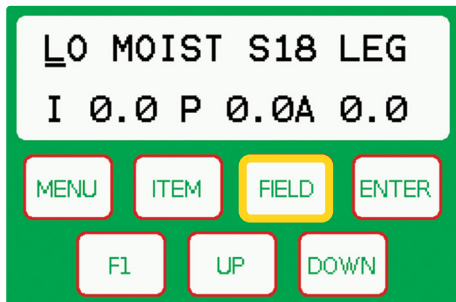 LO MOIST S18 LEG
I 0.0 P 0.0A 0.0
MENU ITEM FIELD ENTER
F1 UP DOWN